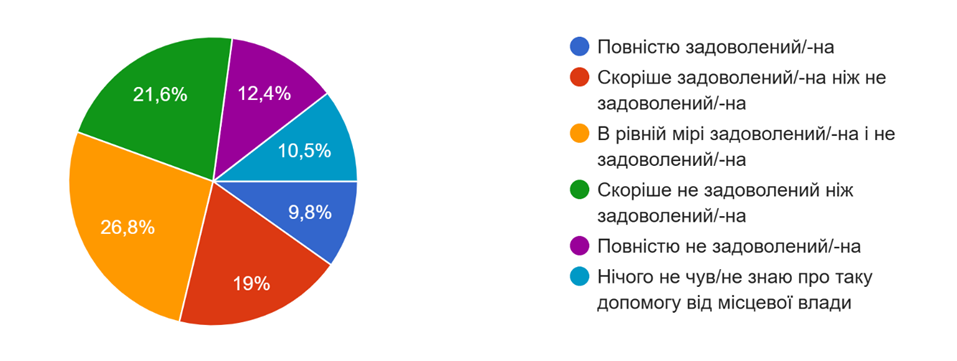 21,6%
12,4%
10,5%
9,8%
19%
26,8%
Повністю задоволений/-на
Скоріше задоволений/-на ніж не
задоволений/-на
В рівній мірі задоволений/-на і не
задоволений/-на
Скоріше не задоволений ніж
задоволений/-на
Повністю не задоволений/-на
Нічого не чув/не знаю про таку
допомогу від місцевої влади